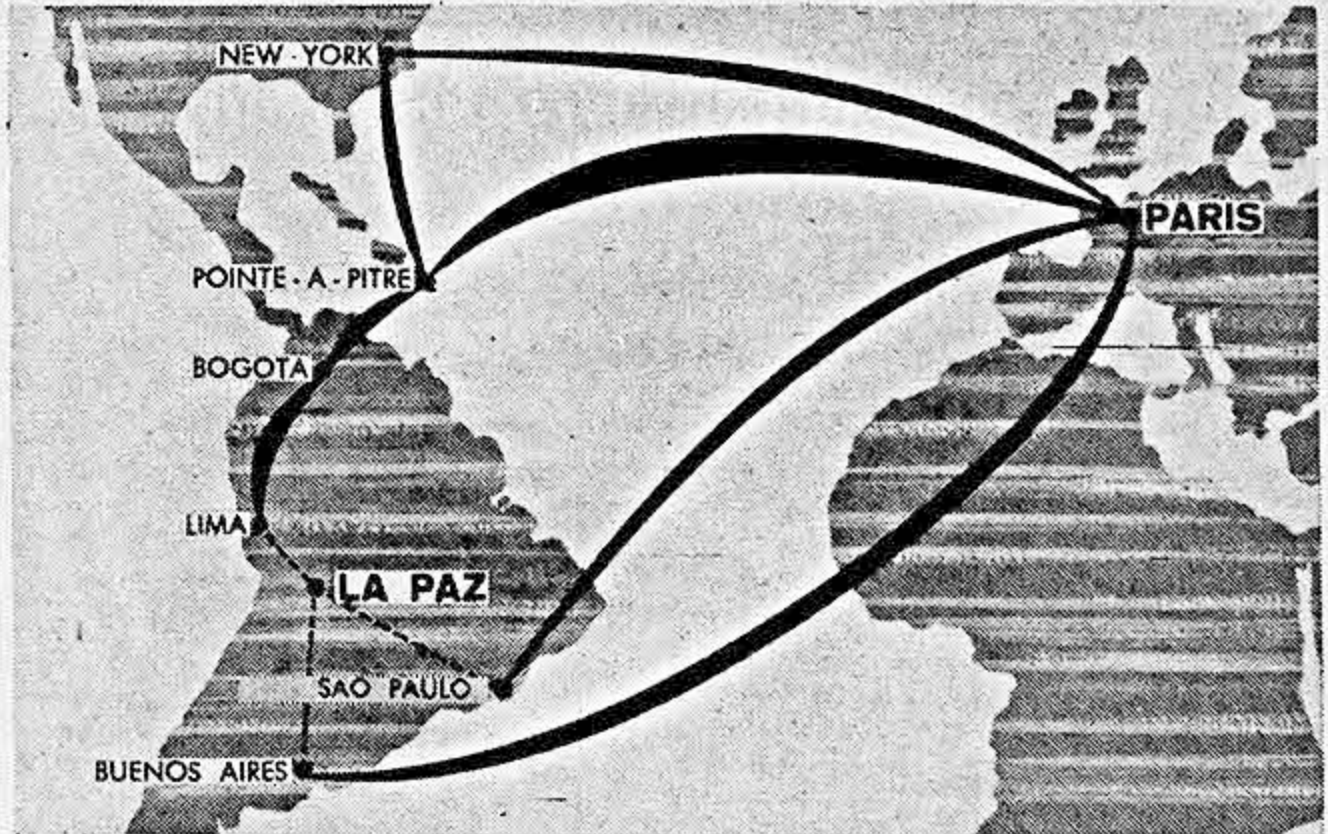 NEW - YORK
PARIS
POINTE - A - PITRE
BOGOTA
LIMA
LA PAZ
SAO PAULO
BUENOS AIRES